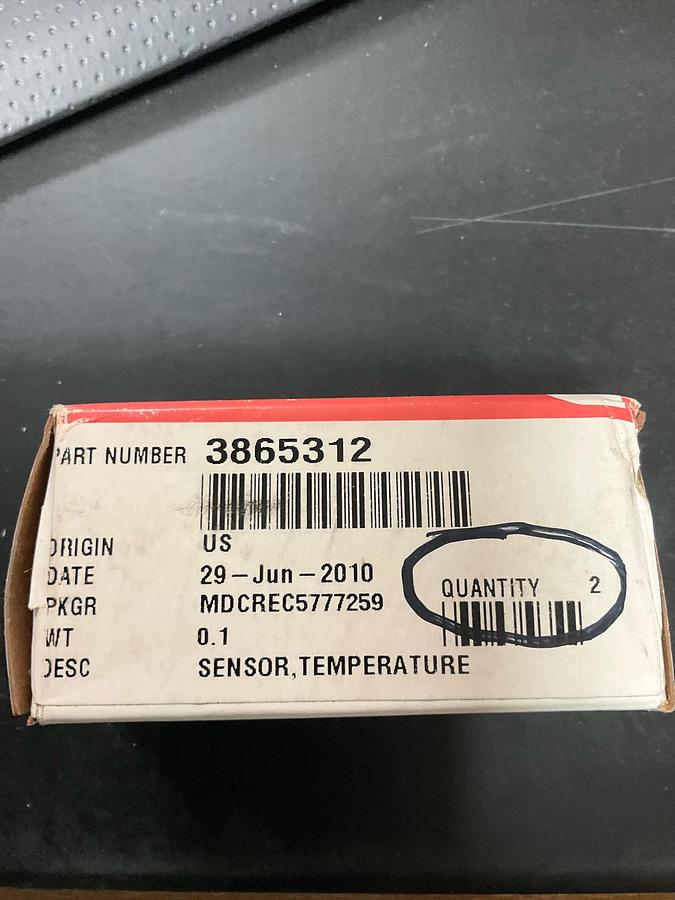 PART NUMBER 3865312
ORIGIN US
DATE 29-Jun-2010
PKGR MDCREC5777259
QUANTITY 2
WT 0.1
DESC SENSOR,TEMPERATURE